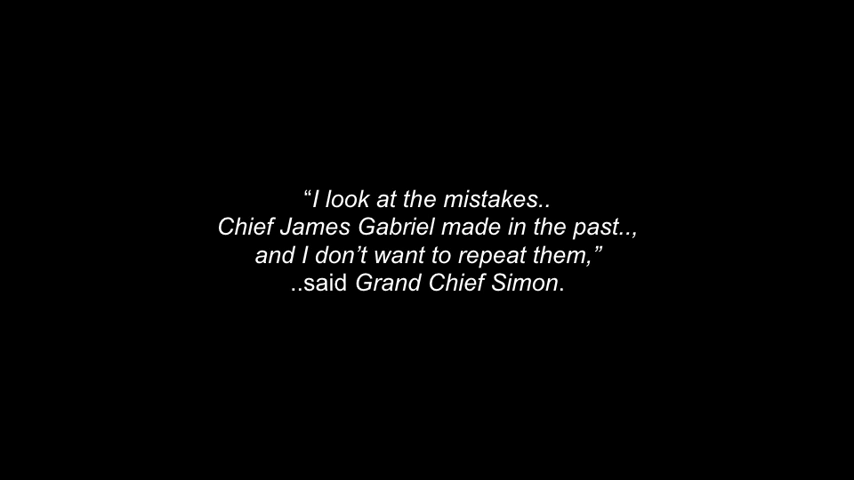 “I look at the mistakes..
Chief James Gabriel made in the past..,
and I don’t want to repeat them,”
..said Grand Chief Simon.